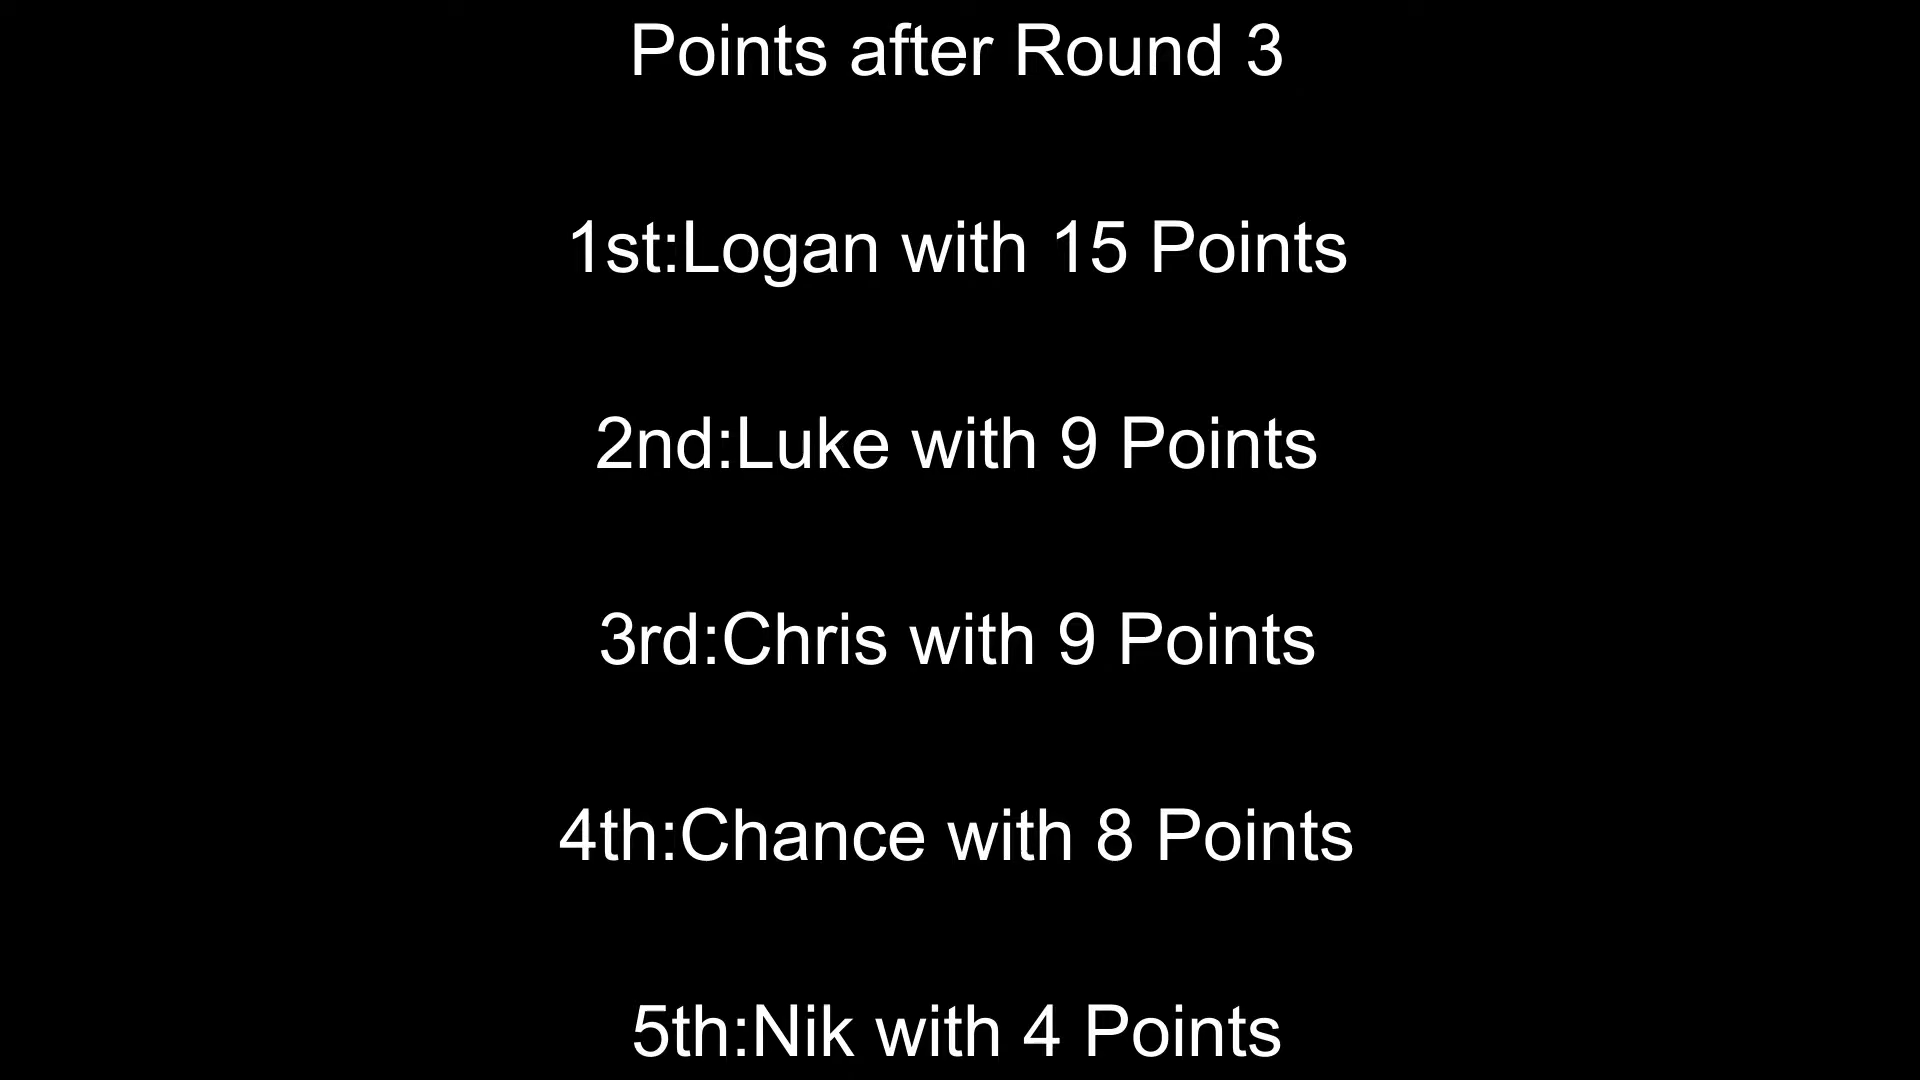 Points after Round 3
1st:Logan with 15 Points
2nd:Luke with 9 Points
3rd:Chris with 9 Points
4th:Chance with 8 Points
5th:Nik with 4 Points